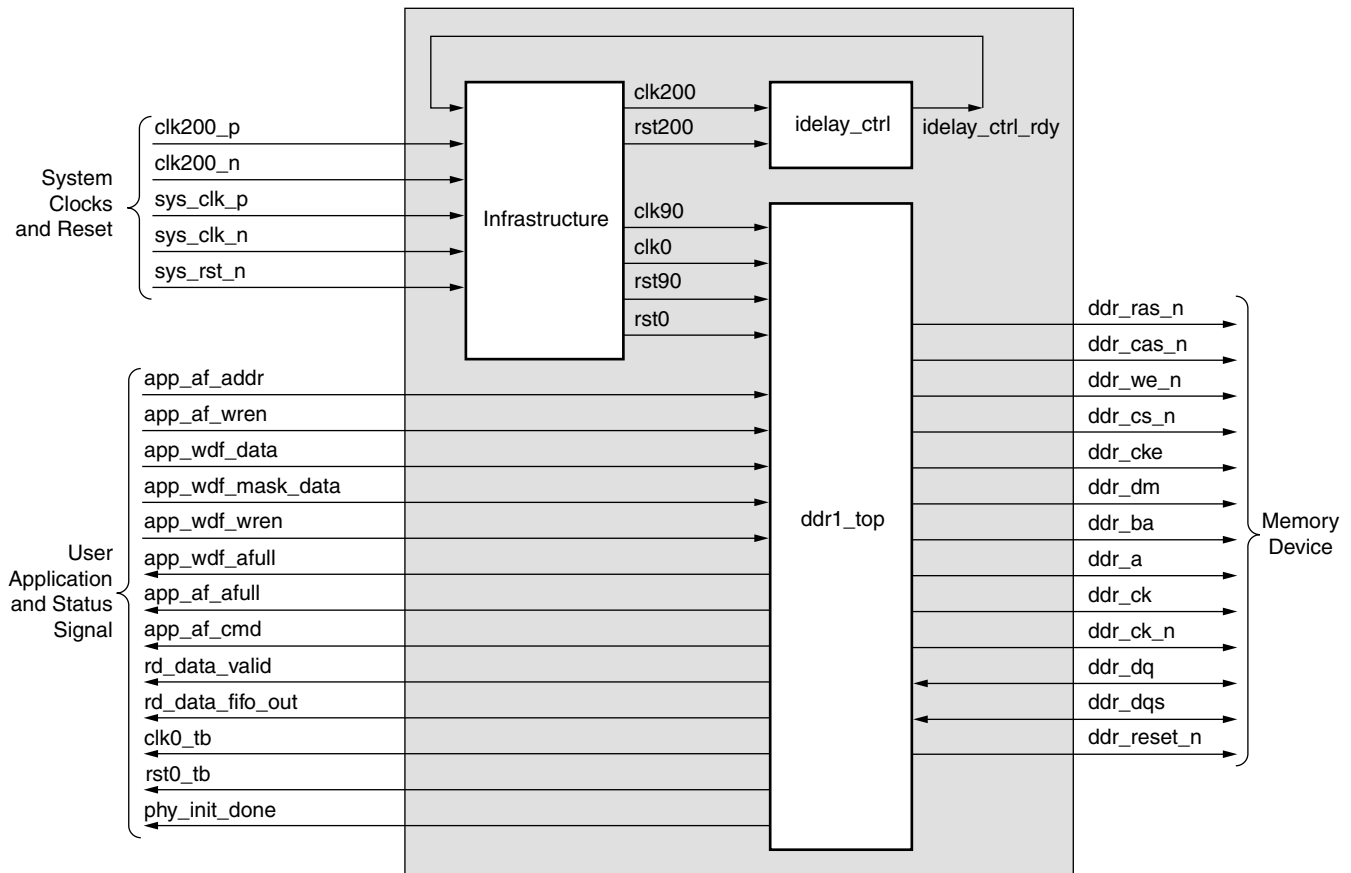 System
Clocks
and Reset
clk200_p
clk200_n
sys_clk_p
sys_clk_n
sys_rst_n
Infrastructure
clk200
rst200
idelay_ctrl
idelay_ctrl_rdy
clk90
clk0
rst90
rst0
User
Application
and Status
Signal
app_af_addr
app_af_wren
app_wdf_data
app_wdf_mask_data
app_wdf_wren
app_wdf_afull
app_af_afull
app_af_cmd
rd_data_valid
rd_data_fifo_out
clk0_tb
rst0_tb
phy_init_done
ddr1_top
ddr_ras_n
ddr_cas_n
ddr_we_n
ddr_cs_n
ddr_cke
ddr_dm
ddr_ba
ddr_a
ddr_ck
ddr_ck_n
ddr_dq
ddr_dqs
ddr_reset_n
Memory
Device